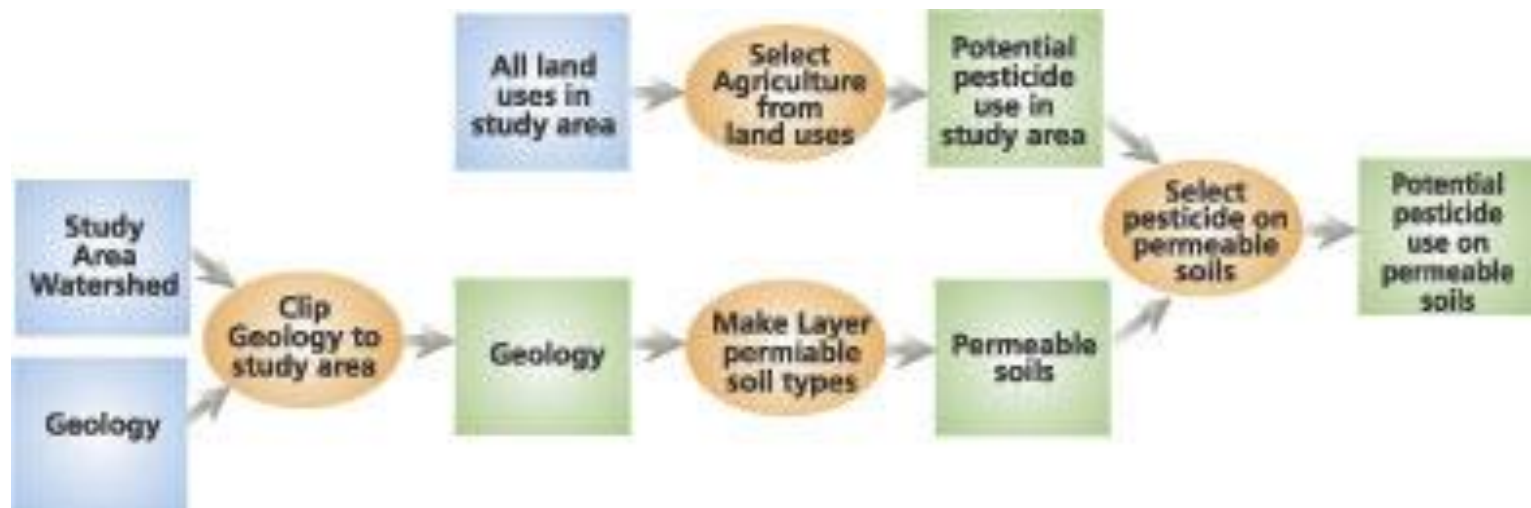 All land
uses in
study area
Select
Agriculture
from
land uses
Potential
pesticide
use in
study area
Study
Area
Watershed
Geology
Clip
Geology to
study area
Geology
Make Layer
permiable
soil types
Permeable
soils
Select
pesticide on
permeable
soils
Potential
pesticide
use on
permeable
soils